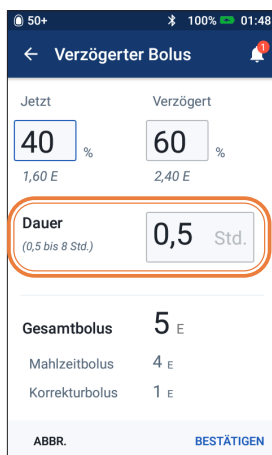 50+ 100% 01:48
Verzögerter Bolus 1
Jetzt Verzögert
40 % 60 %
1,60 E 2,40 E
Dauer
(0,5 bis 8 Std.) 0,5 Std.
Gesamtbolus 5 E
Mahlzeitbolus 4 E
Korrekturbolus 1 E
ABBR. BESTÄTIGEN